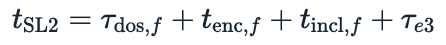 t_SL2 = τ_dos,f + t_enc,f + t_incl,f + τ_e3